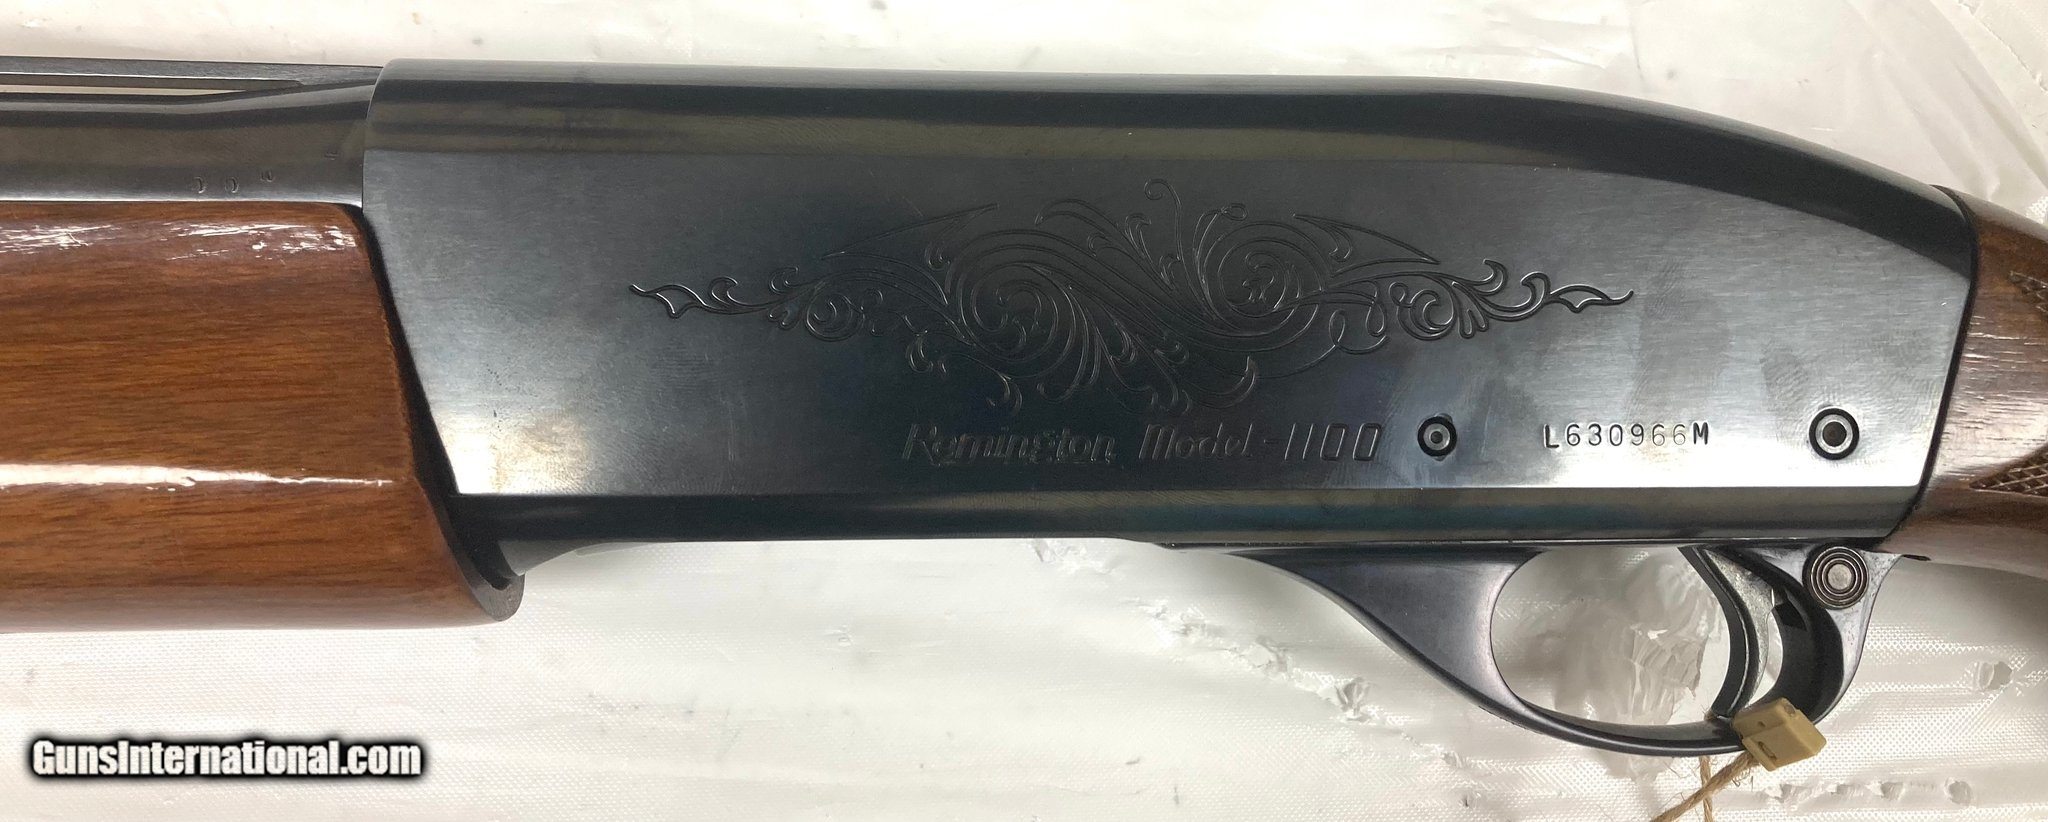 Remington Model-1100
L630966M
GunsInternational.com